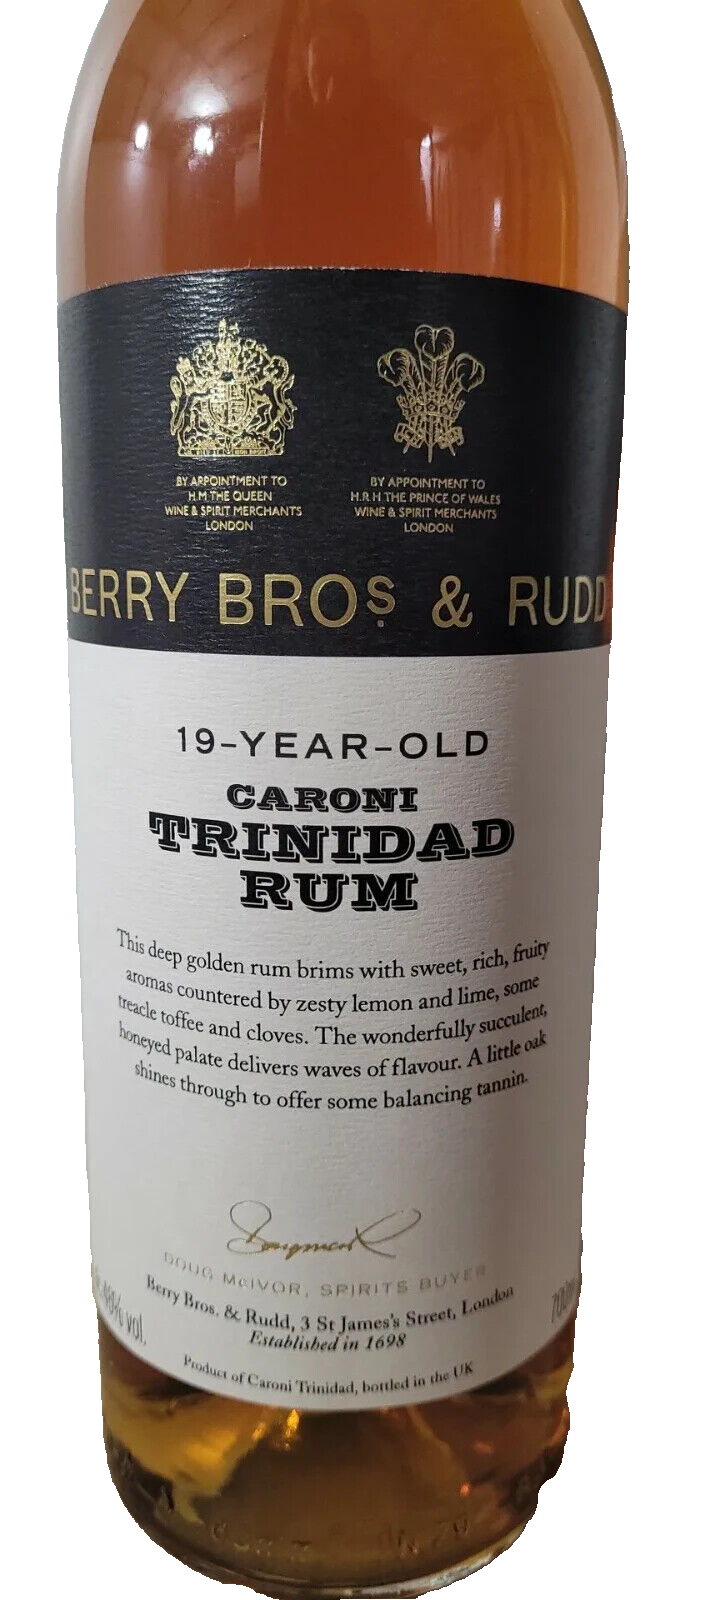 BY APPOINTMENT TO
H.M THE QUEEN
WINE & SPIRIT MERCHANTS
LONDON
BY APPOINTMENT TO
H.R.H THE PRINCE OF WALES
WINE & SPIRIT MERCHANTS
LONDON
BERRY BROS & RUDD
19-YEAR-OLD
CARONI
TRINIDAD
RUM
This deep golden rum brims with sweet, rich, fruity
aromas countered by zesty lemon and lime, some
treacle toffee and cloves. The wonderfully succulent,
honeyed palate delivers waves of flavour. A little oak
shines through to offer some balancing tannin.
DOUG McIVOR, SPIRITS BUYER
Berry Bros. & Rudd, 3 St James's Street, London
Established in 1698
Product of Caroni Trinidad, bottled in the UK
vol.